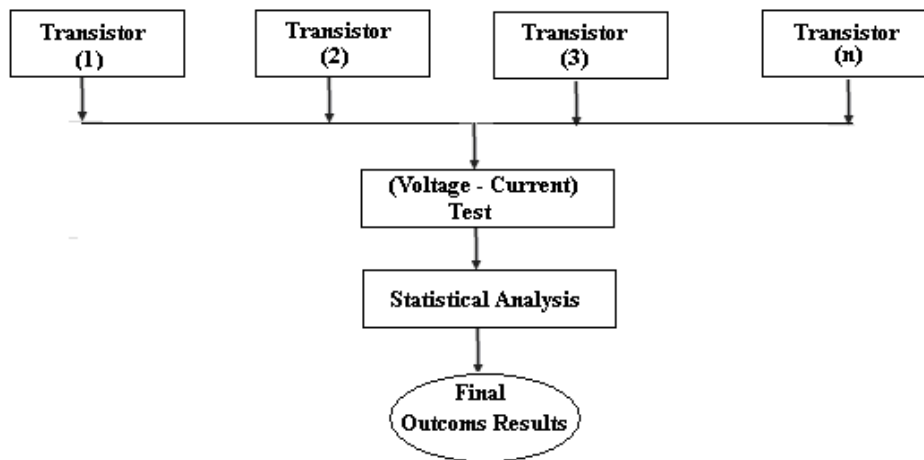 Transistor
(1)
Transistor
(2)
Transistor
(3)
Transistor
(n)
(Voltage - Current)
Test
Statistical Analysis
Final
Outcoms Results